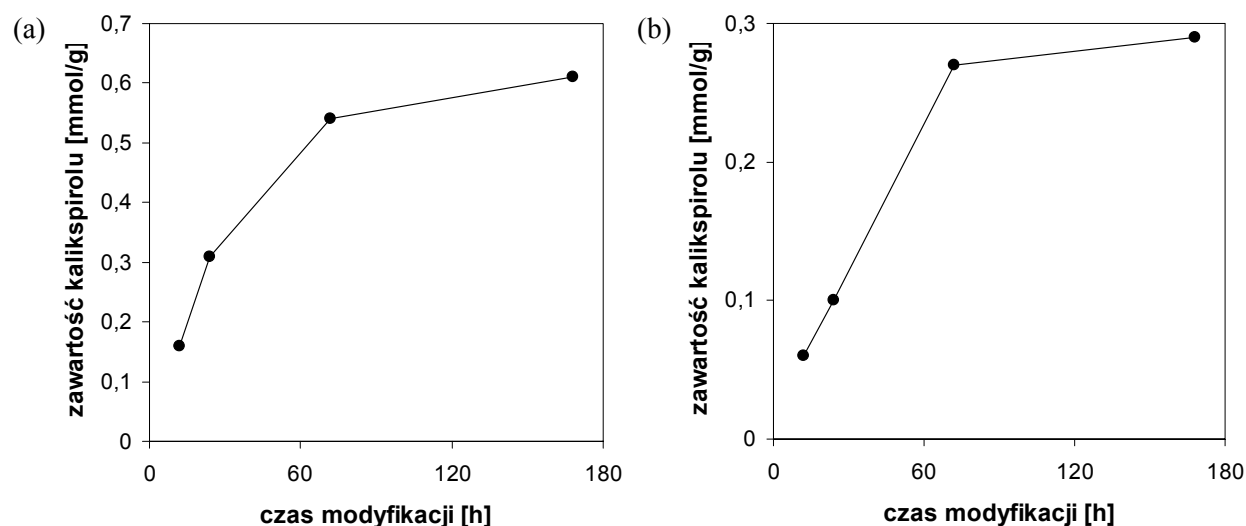 (a)
zawartość kalikspirolu [mmol/g]
0,7
0,6
0,5
0,4
0,3
0,2
0,1
0
0 60 120 180
czas modyfikacji [h]
(b)
zawartość kalikspirolu [mmol/g]
0,3
0,2
0,1
0
0 60 120 180
czas modyfikacji [h]